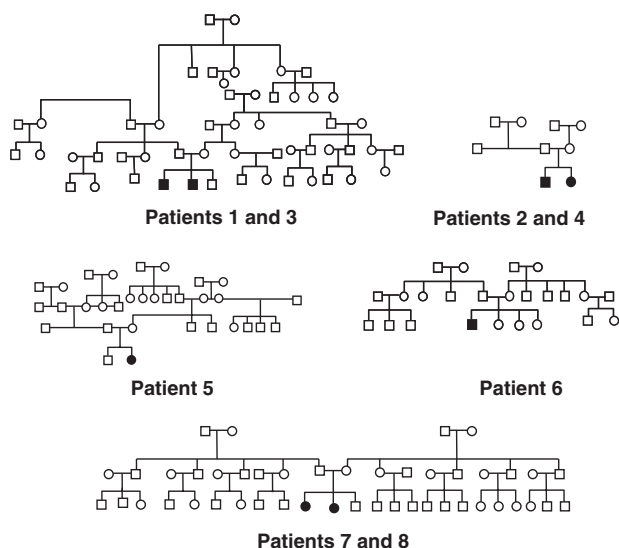 Patients 1 and 3
Patients 2 and 4
Patient 5
Patient 6
Patients 7 and 8